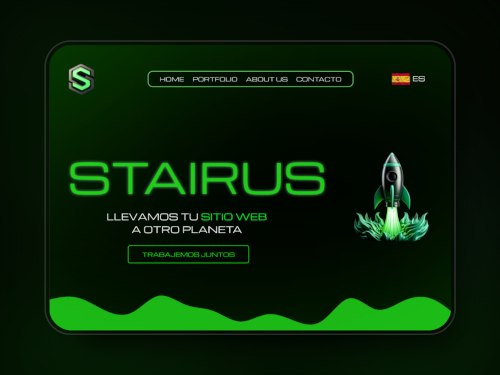 S
HOME PORTFOLIO ABOUT US CONTACTO
ES
STAIRUS
LLEVAMOS TU SITIO WEB
A OTRO PLANETA
TRABAJEMOS JUNTOS